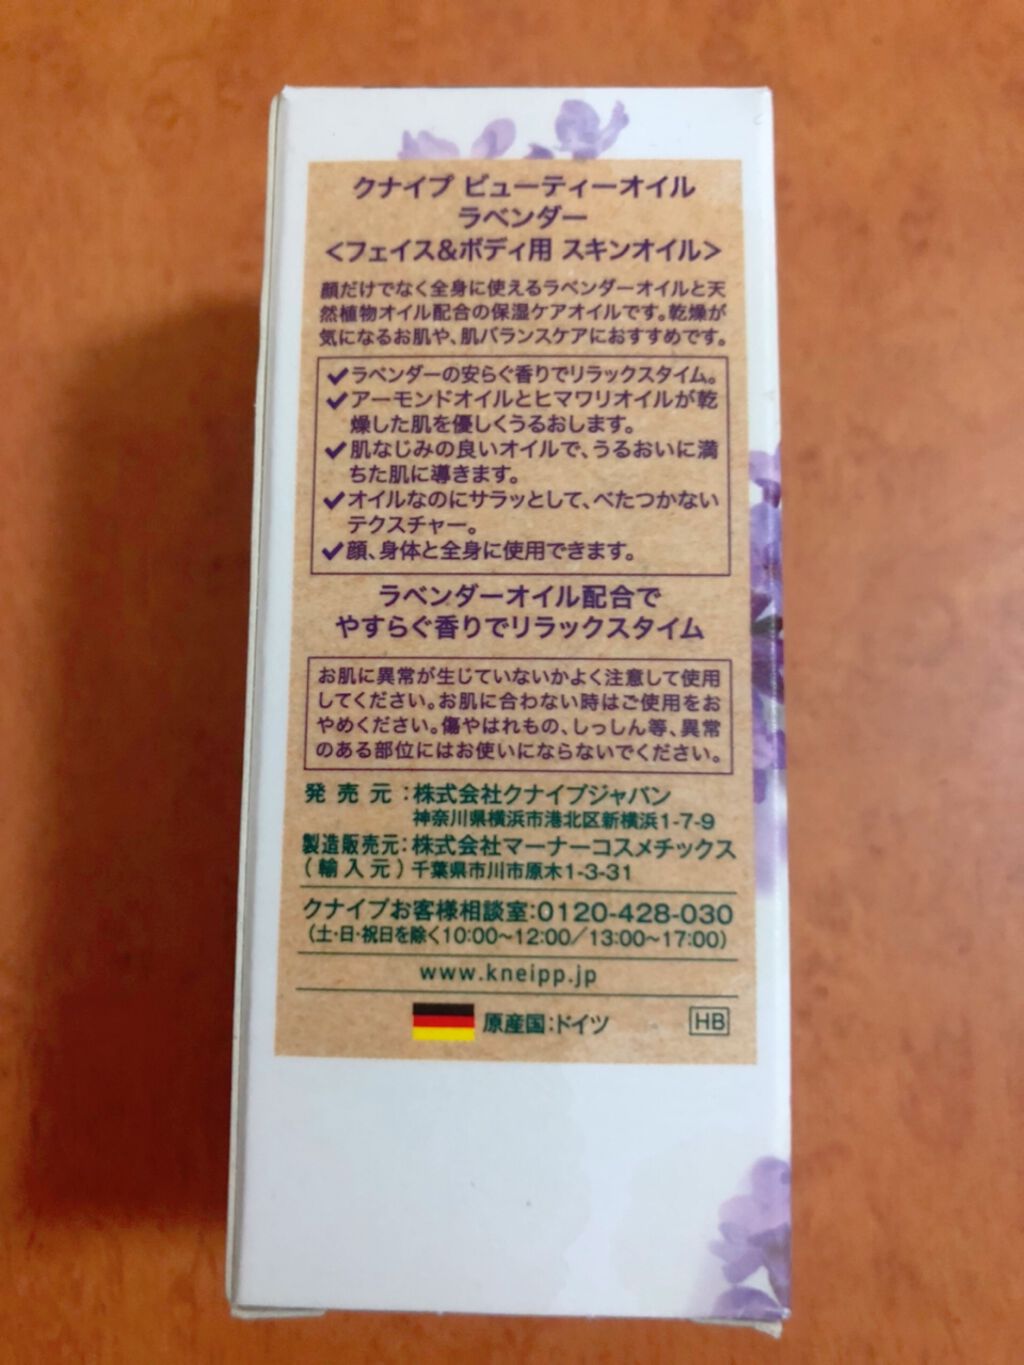 クナイプ ビューティーオイル
ラベンダー
<フェイス&ボディ用 スキンオイル>
顔だけでなく全身に使えるラベンダーオイルと天
然植物オイル配合の保湿ケアオイルです。乾燥が
気になるお肌や、肌バランスケアにおすすめです。
✓ラベンダーの安らぐ香りでリラックスタイム。
✓アーモンドオイルとヒマワリオイルが乾
燥した肌を優しくうるおします。
✓肌なじみの良いオイルで、うるおいに満
ちた肌に導きます。
✓オイルなのにサラッとして、べたつかない
テクスチャー。
✓顔、身体と全身に使用できます。
ラベンダーオイル配合で
やすらぐ香りでリラックスタイム
お肌に異常が生じていないかよく注意して使用
してください。お肌に合わない時はご使用をお
やめください。傷やはれもの、しっしん等、異常
のある部位にはお使いにならないでください。
発売元:株式会社クナイプジャパン
神奈川県横浜市港北区新横浜1-7-9
製造販売元:株式会社マーナーコスメチックス
(輸入元)千葉県市川市原木1-3-31
クナイプお客様相談室:0120-428-030
(土・日・祝日を除く10:00~12:00/13:00~17:00)
www.kneipp.jp
原産国:ドイツ HB